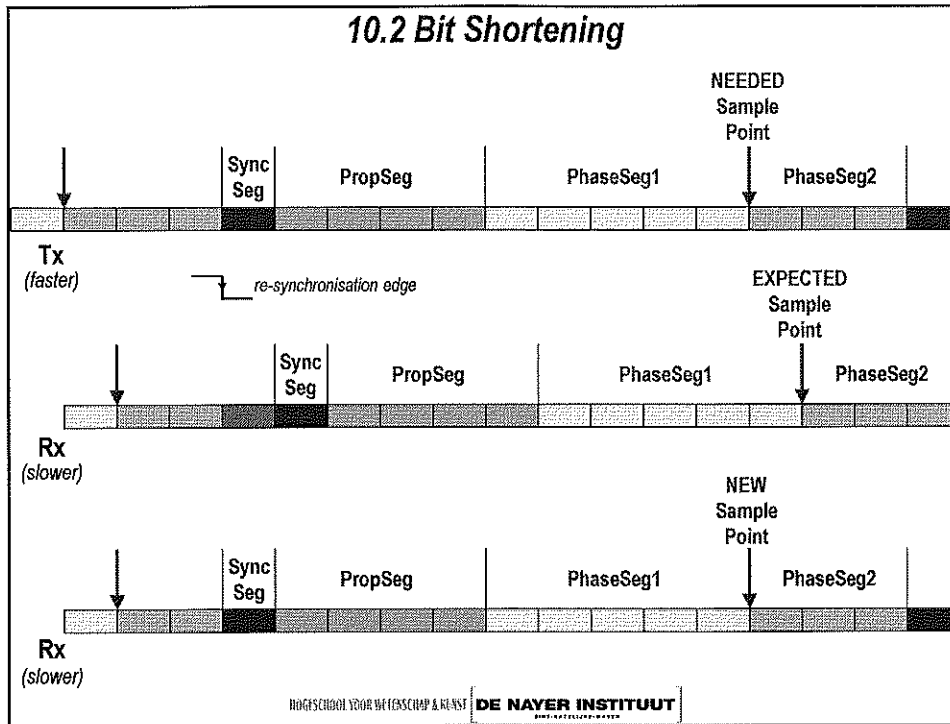 10.2 Bit Shortening
NEEDED
Sample
Point
Sync
Seg
PropSeg
PhaseSeg1
PhaseSeg2
Tx
(faster)
re-synchronisation edge
EXPECTED
Sample
Point
Sync
Seg
PropSeg
PhaseSeg1
PhaseSeg2
Rx
(slower)
NEW
Sample
Point
Sync
Seg
PropSeg
PhaseSeg1
PhaseSeg2
Rx
(slower)
HOGESCHOOL VOOR WETENSCHAP & KUNST
DE NAYER INSTITUUT